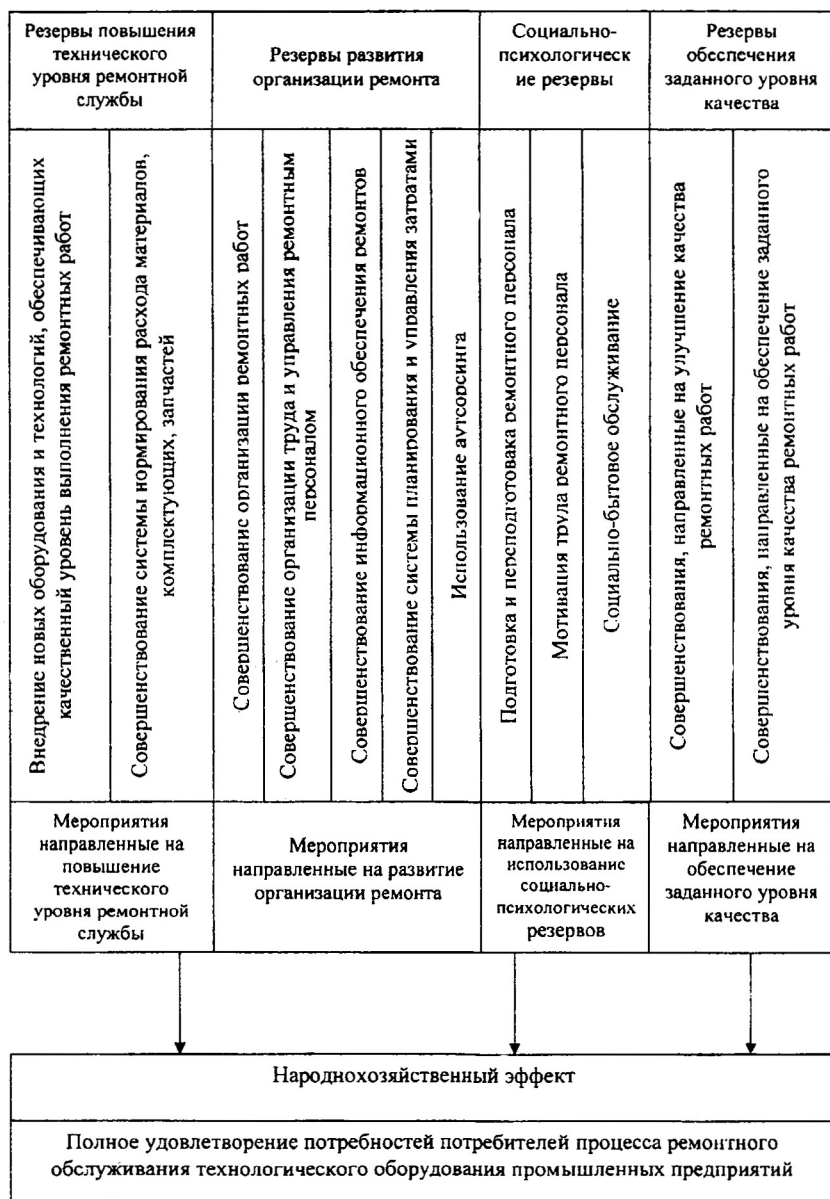 Резервы повышения
технического
уровня ремонтной
службы
Резервы развития
организации ремонта
Социально-
психологическ
ие резервы
Резервы
обеспечения
заданного уровня
качества
Внедрение новых оборудования и технологий, обеспечивающих
качественный уровень выполнения ремонтных работ
Совершенствование системы нормирования расхода материалов,
комплектующих, запчастей
Совершенствование организации ремонтных работ
Совершенствование организации труда и управления ремонтным
персоналом
Совершенствование информационного обеспечения ремонтов
Совершенствование системы планирования и управления затратами
Использование аутсорсинга
Подготовка и переподготовака ремонтного персонала
Мотивация труда ремонтного персонала
Социально-бытовое обслуживание
Совершенствования, направленные на улучшение качества
ремонтных работ
Совершенствования, направленные на обеспечение заданного
уровня качества ремонтных работ
Мероприятия
направленные на
повышение
технического
уровня ремонтной
службы
Мероприятия
направленные на развитие
организации ремонта
Мероприятия
направленные на
использование
социально-
психологических
резервов
Мероприятия
направленные на
обеспечение
заданного уровня
качества
Народнохозяйственный эффект
Полное удовлетворение потребностей потребителей процесса ремонтного
обслуживания технологического оборудования промышленных предприятий